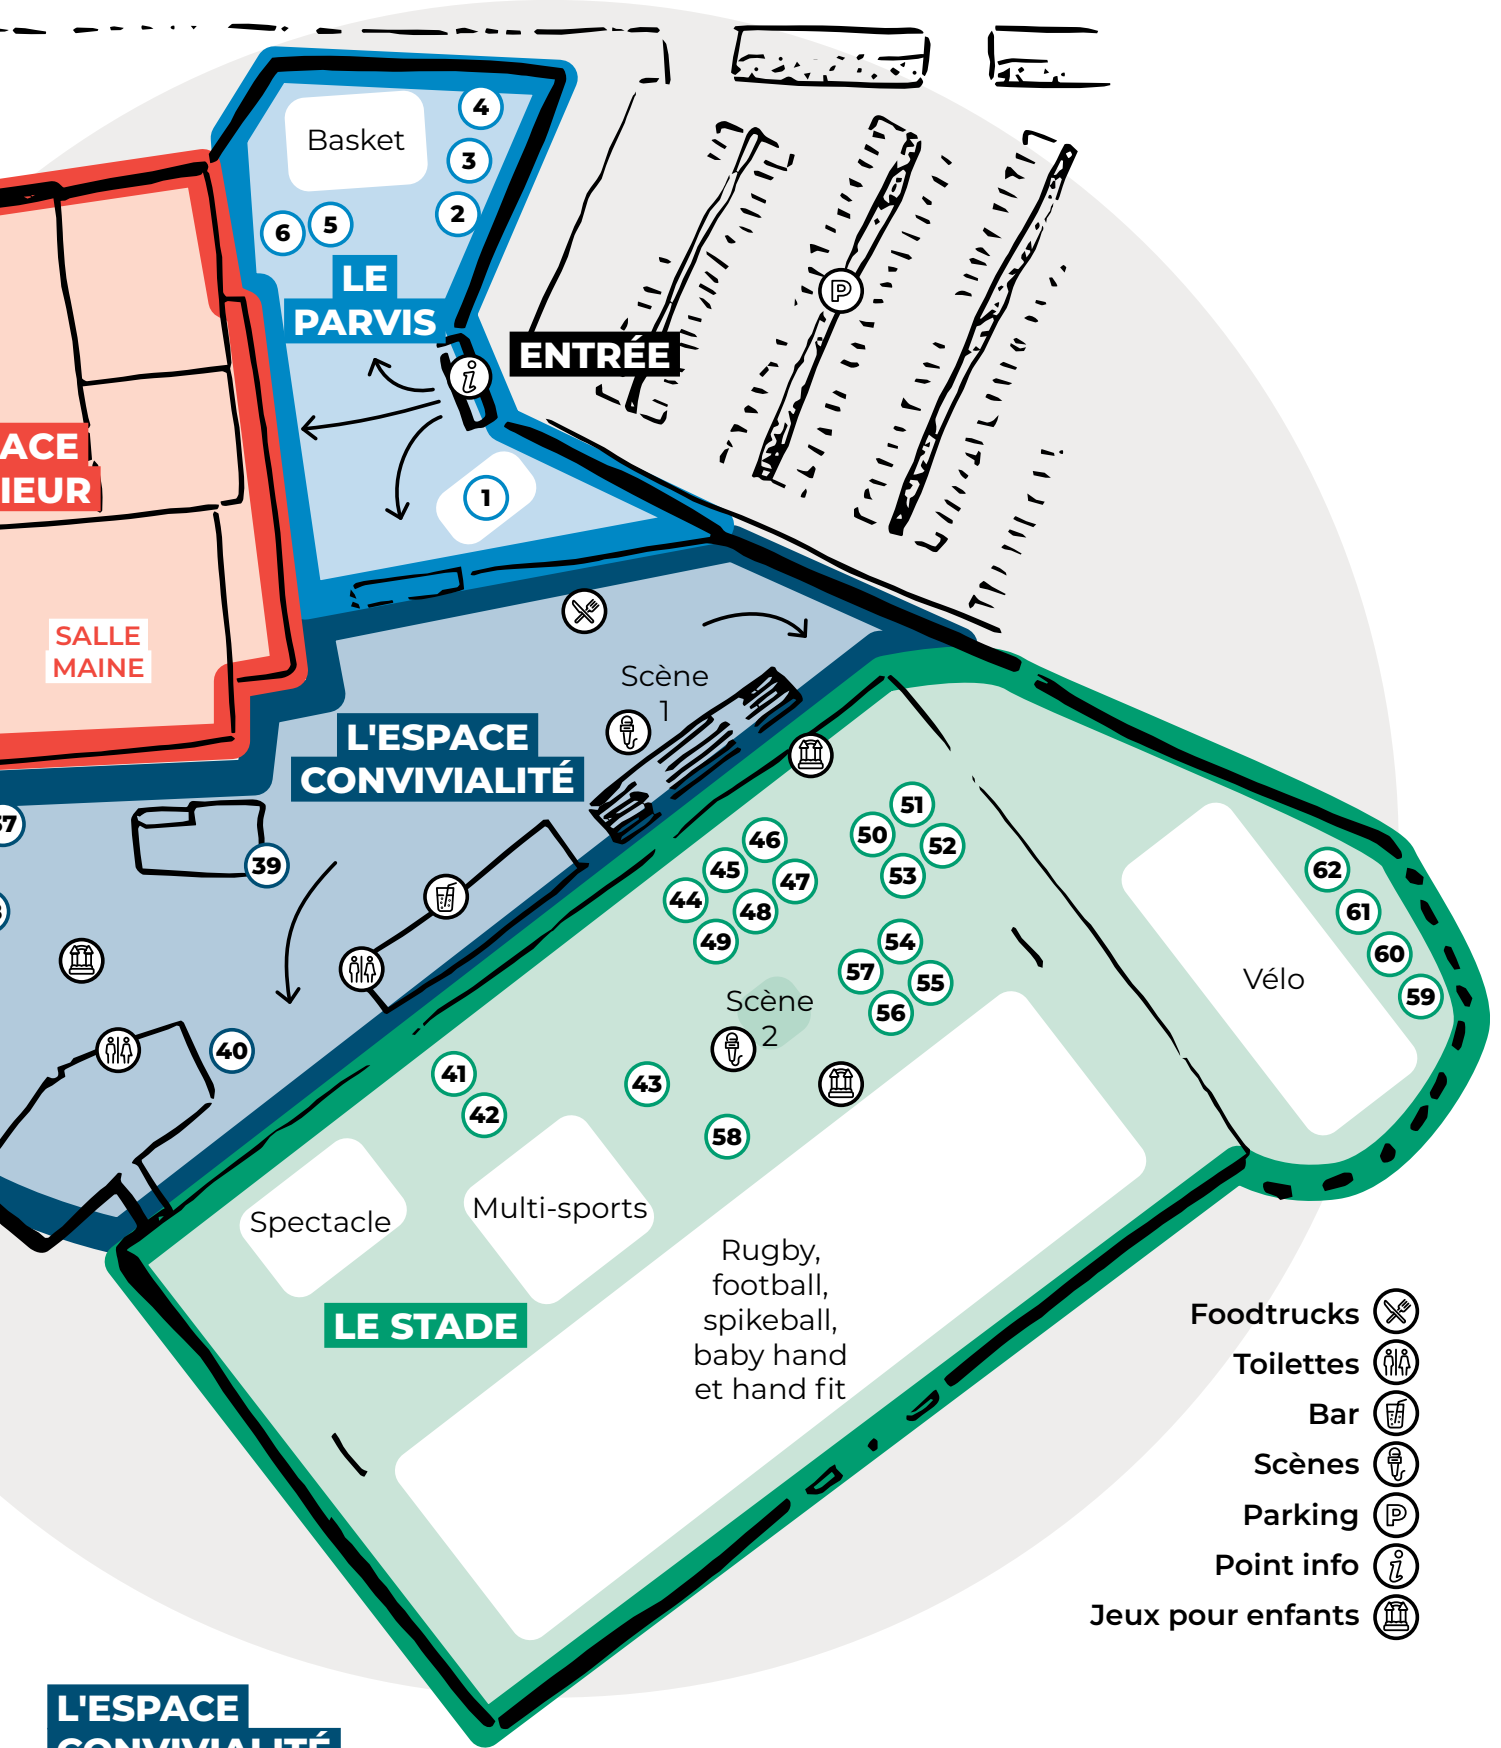 Basket
4
3
2
6
5
LE
PARVIS
P
ENTRÉE
i
ACE
IEUR
1
SALLE
MAINE
Scène
1
L'ESPACE
CONVIVIALITÉ
39
40
51
50
52
53
46
45
47
44
48
49
54
57
55
56
Scène
2
41
42
43
58
62
61
60
59
Vélo
Spectacle
Multi-sports
LE STADE
Rugby,
football,
spikeball,
baby hand
et hand fit
Foodtrucks
Toilettes
Bar
Scènes
Parking P
Point info i
Jeux pour enfants
L'ESPACE
CONVIVIALITÉ